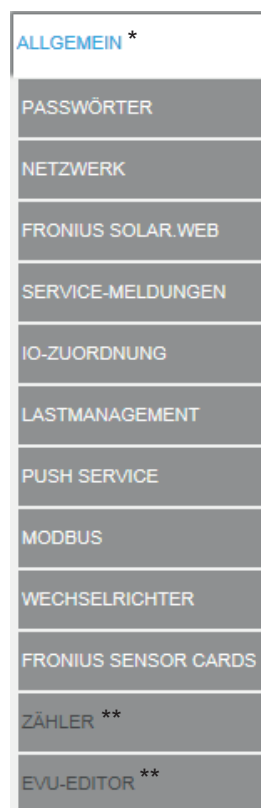 ALLGEMEIN *
PASSWÖRTER
NETZWERK
FRONIUS SOLAR.WEB
SERVICE-MELDUNGEN
IO-ZUORDNUNG
LASTMANAGEMENT
PUSH SERVICE
MODBUS
WECHSELRICHTER
FRONIUS SENSOR CARDS
ZÄHLER **
EVU-EDITOR **